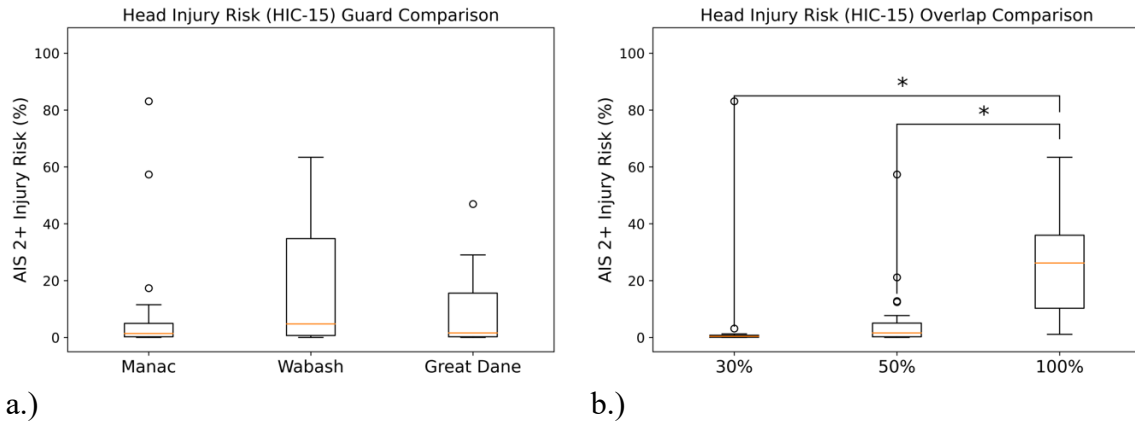 Head Injury Risk (HIC-15) Guard Comparison
AIS 2+ Injury Risk (%)
100
80
60
40
20
0
Manac Wabash Great Dane
a.)
Head Injury Risk (HIC-15) Overlap Comparison
AIS 2+ Injury Risk (%)
100
80
60
40
20
0
*
*
30% 50% 100%
b.)